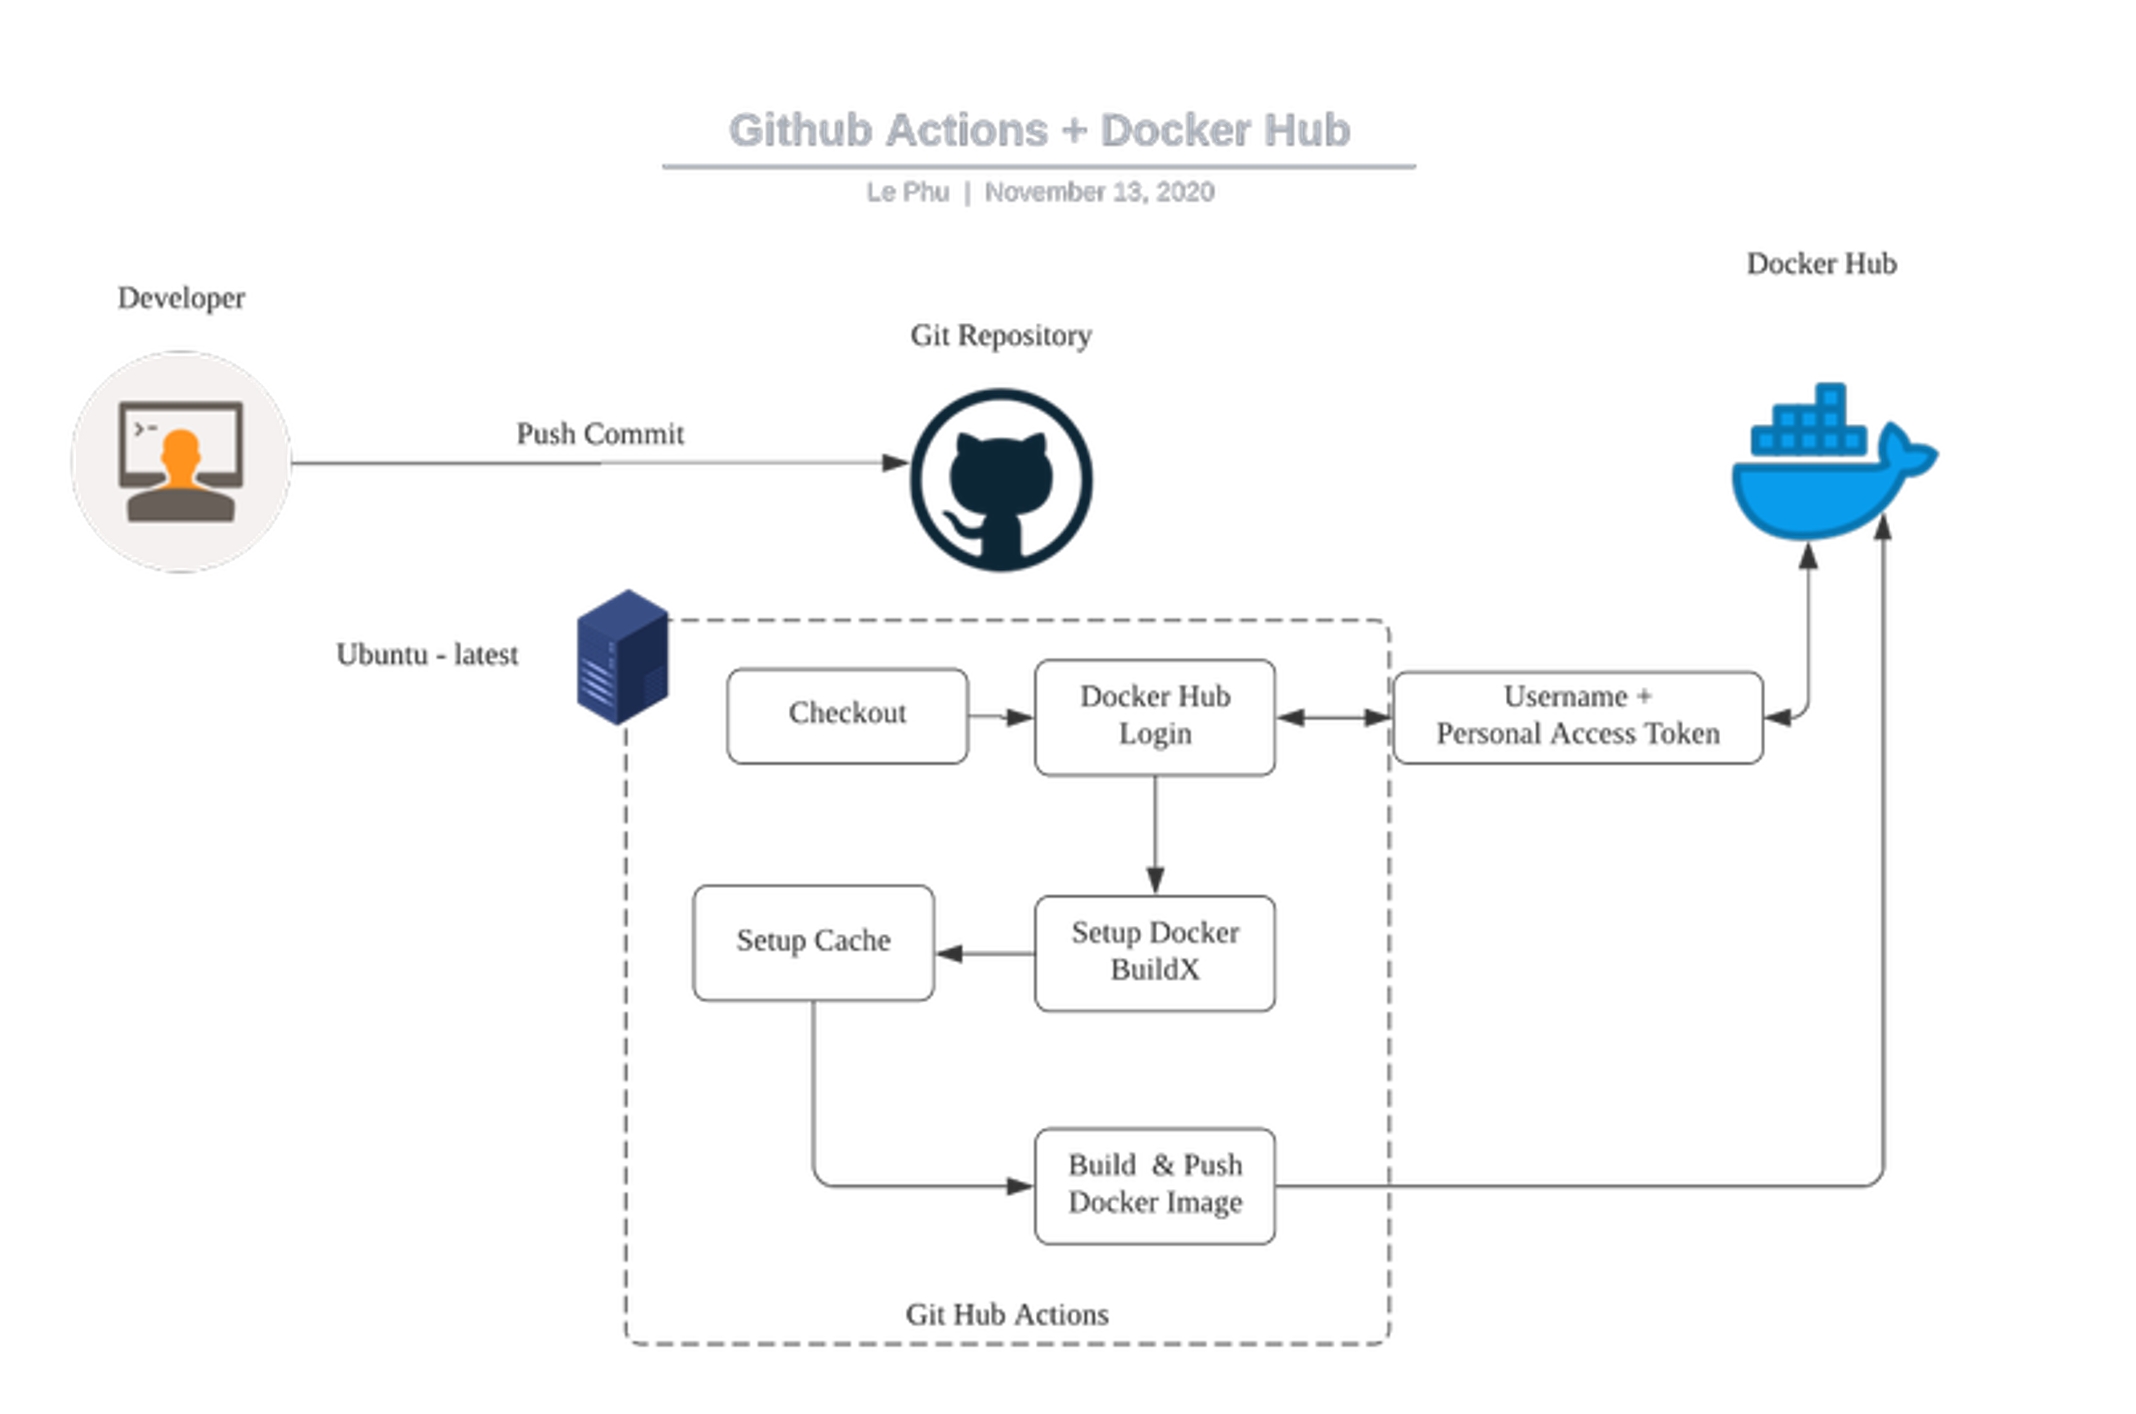 Github Actions + Docker Hub
Le Phu | November 13, 2020
Docker Hub
Developer
Git Repository
>-
Push Commit
Ubuntu - latest
Checkout
Docker Hub
Login
Username +
Personal Access Token
Setup Cache
Setup Docker
BuildX
Build & Push
Docker Image
Git Hub Actions